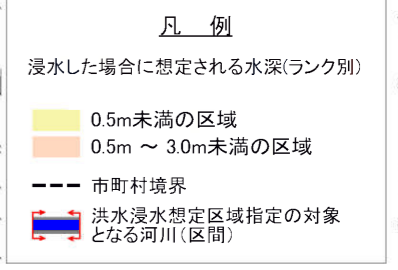 凡　例
浸水した場合に想定される水深(ランク別)
0.5m未満の区域
0.5m ～ 3.0m未満の区域
市町村境界
洪水浸水想定区域指定の対象
となる河川(区間)